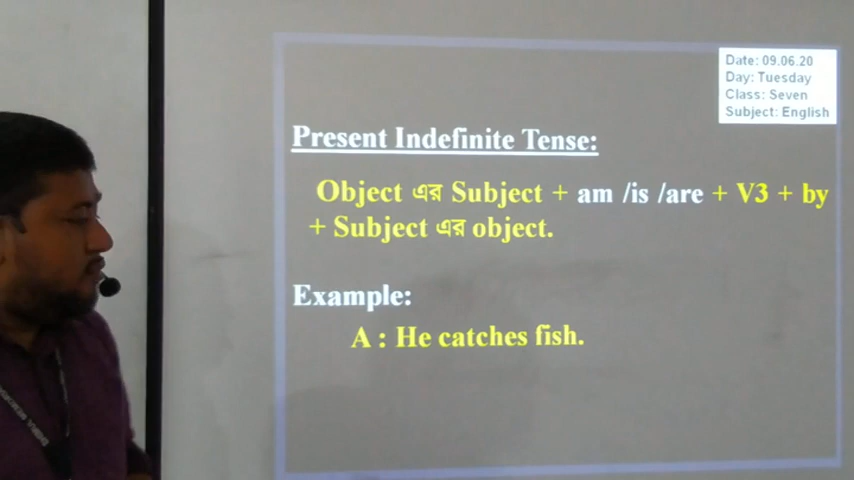 Date: 09.06.20
Day: Tuesday
Class: Seven
Subject: English
Present Indefinite Tense:
Object এর Subject + am /is /are + V3 + by
+ Subject এর object.
Example:
A : He catches fish.